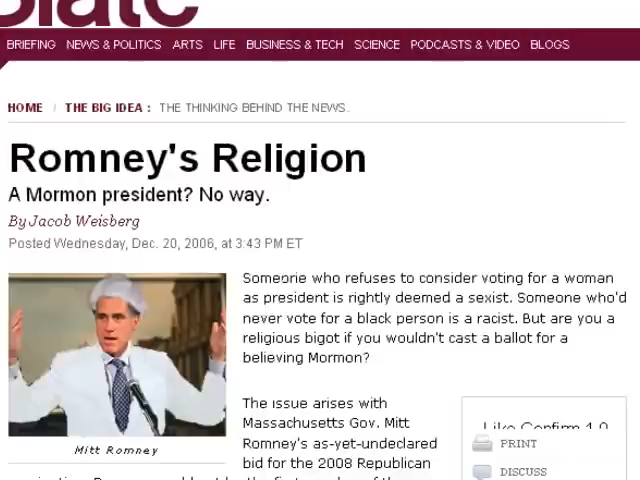 Slate
BRIEFING NEWS & POLITICS ARTS LIFE BUSINESS & TECH SCIENCE PODCASTS & VIDEO BLOGS
HOME / THE BIG IDEA : THE THINKING BEHIND THE NEWS.
Romney's Religion
A Mormon president? No way.
By Jacob Weisberg
Posted Wednesday, Dec. 20, 2006, at 3:43 PM ET
Someone who refuses to consider voting for a woman
as president is rightly deemed a sexist. Someone who'd
never vote for a black person is a racist. But are you a
religious bigot if you wouldn't cast a ballot for a
believing Mormon?
Mitt Romney
The issue arises with
Massachusetts Gov. Mitt
Romney's as-yet-undeclared
bid for the 2008 Republican
PRINT
DISCUSS